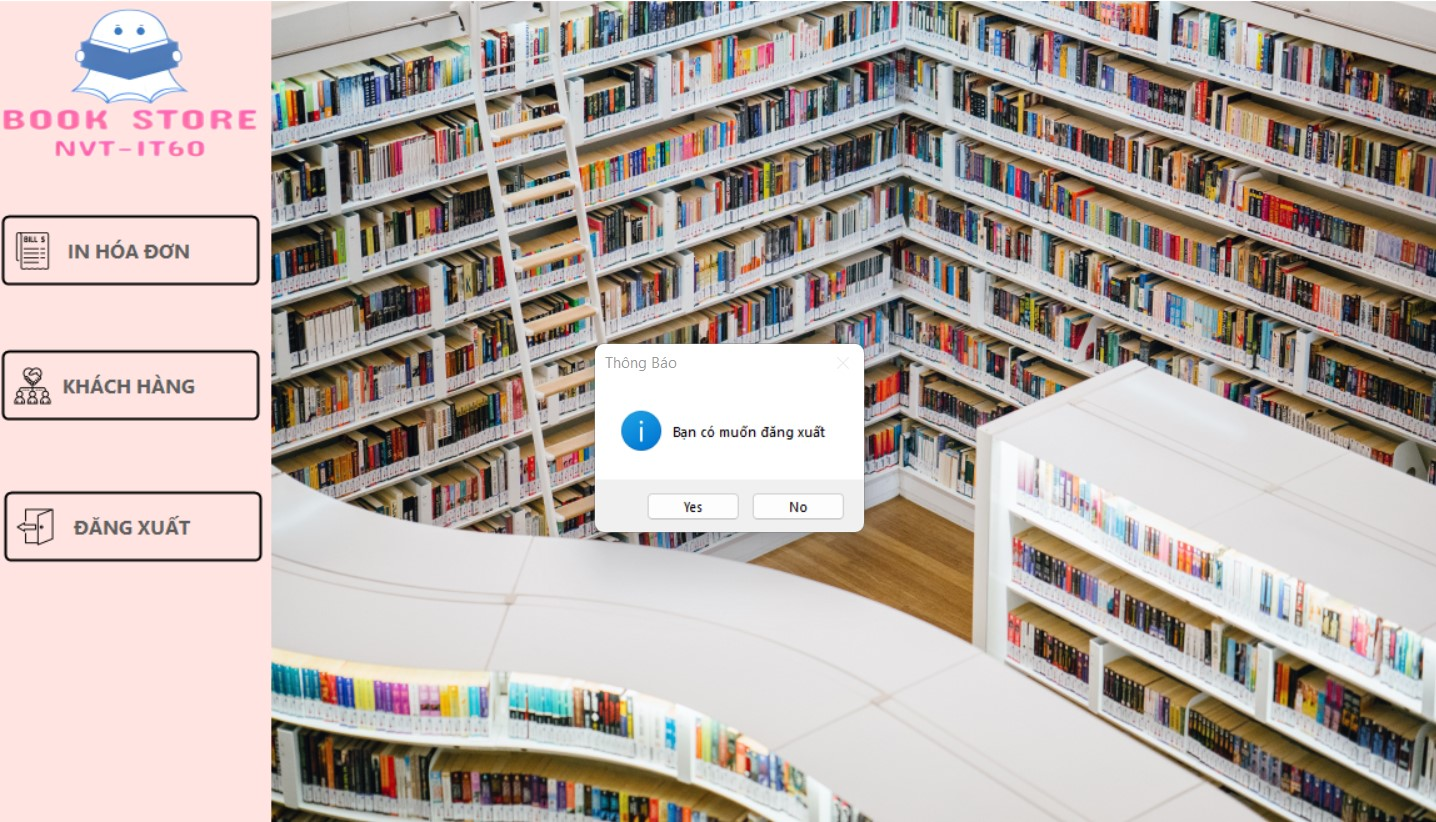 BOOK STORE
NVT-IT60
BILL $
IN HÓA ĐƠN
KHÁCH HÀNG
ĐĂNG XUẤT
Thông Báo
Bạn có muốn đăng xuất
Yes
No